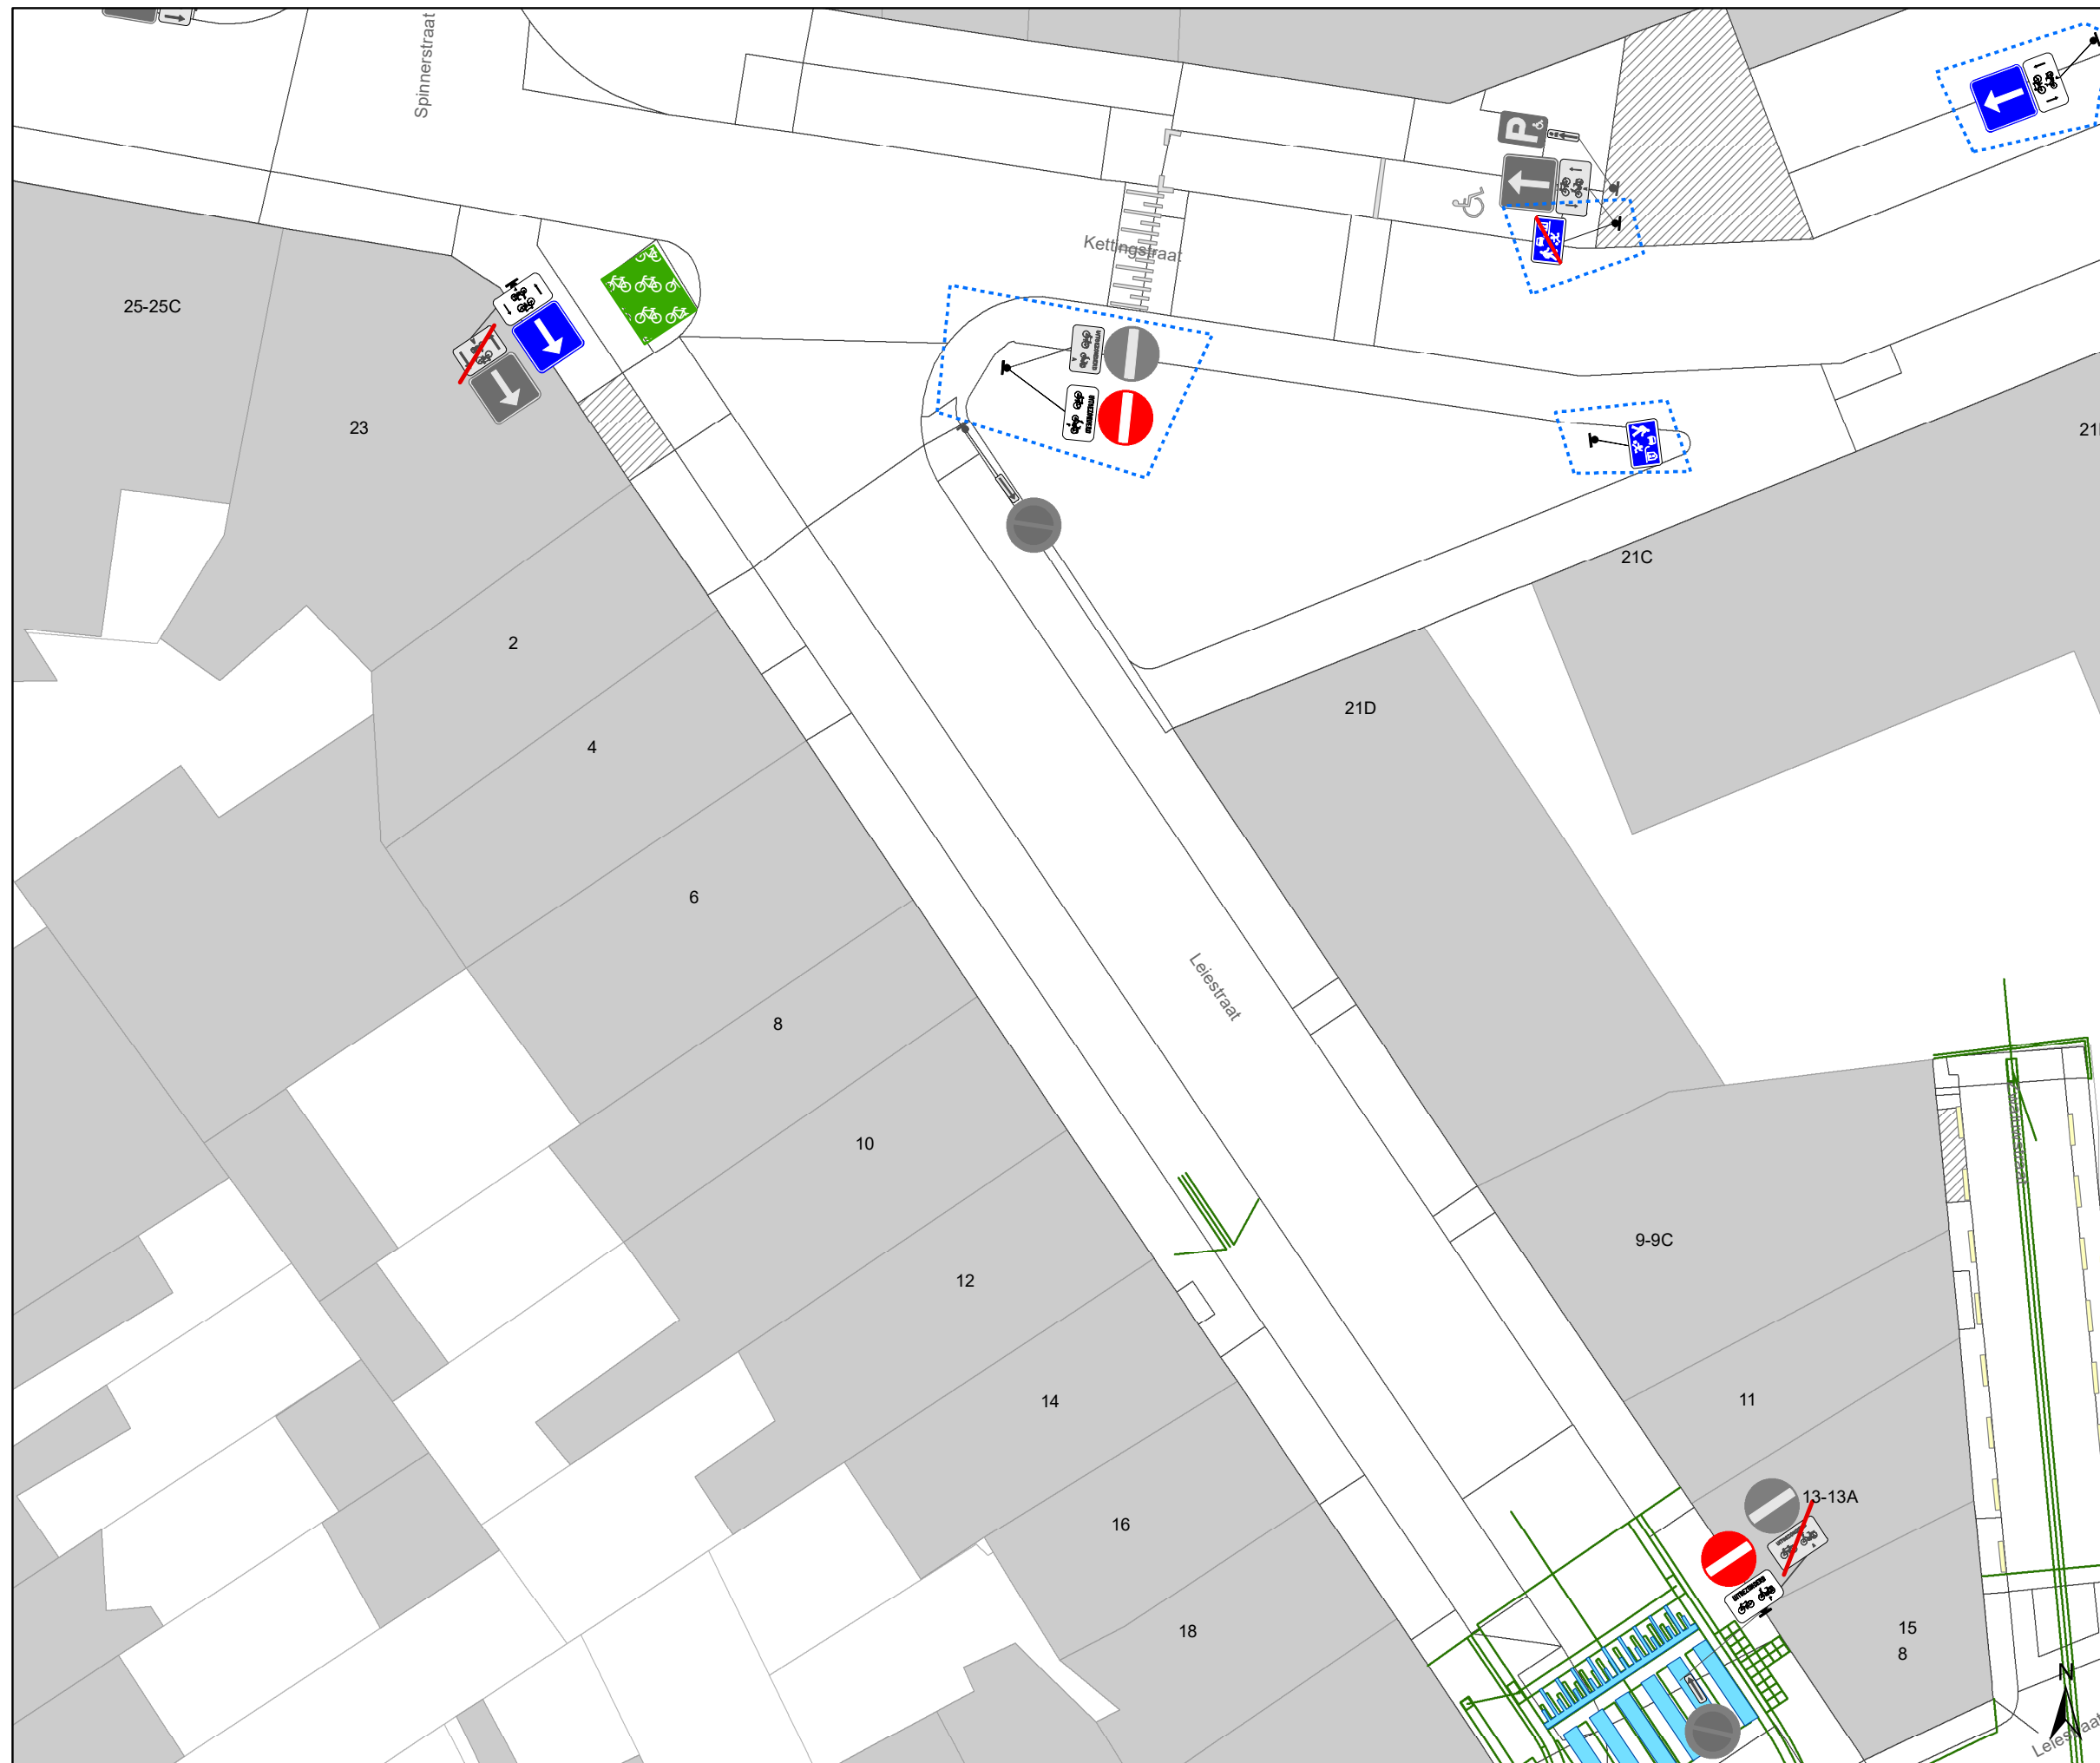 Spinnerstraat
P
Kettingstraat
25-25C
23
21C
2
21D
4
6
Leiestraat
8
10
9-9C
12
11
14
13-13A
16
15
18
8
N
Leiestraat